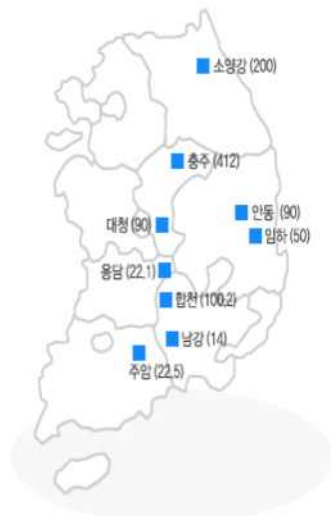 소양강 (200)
충주 (412)
안동 (90)
대청 (90)
임하 (50)
용담 (22.1)
합천 (100.2)
남강 (14)
주암 (22.5)